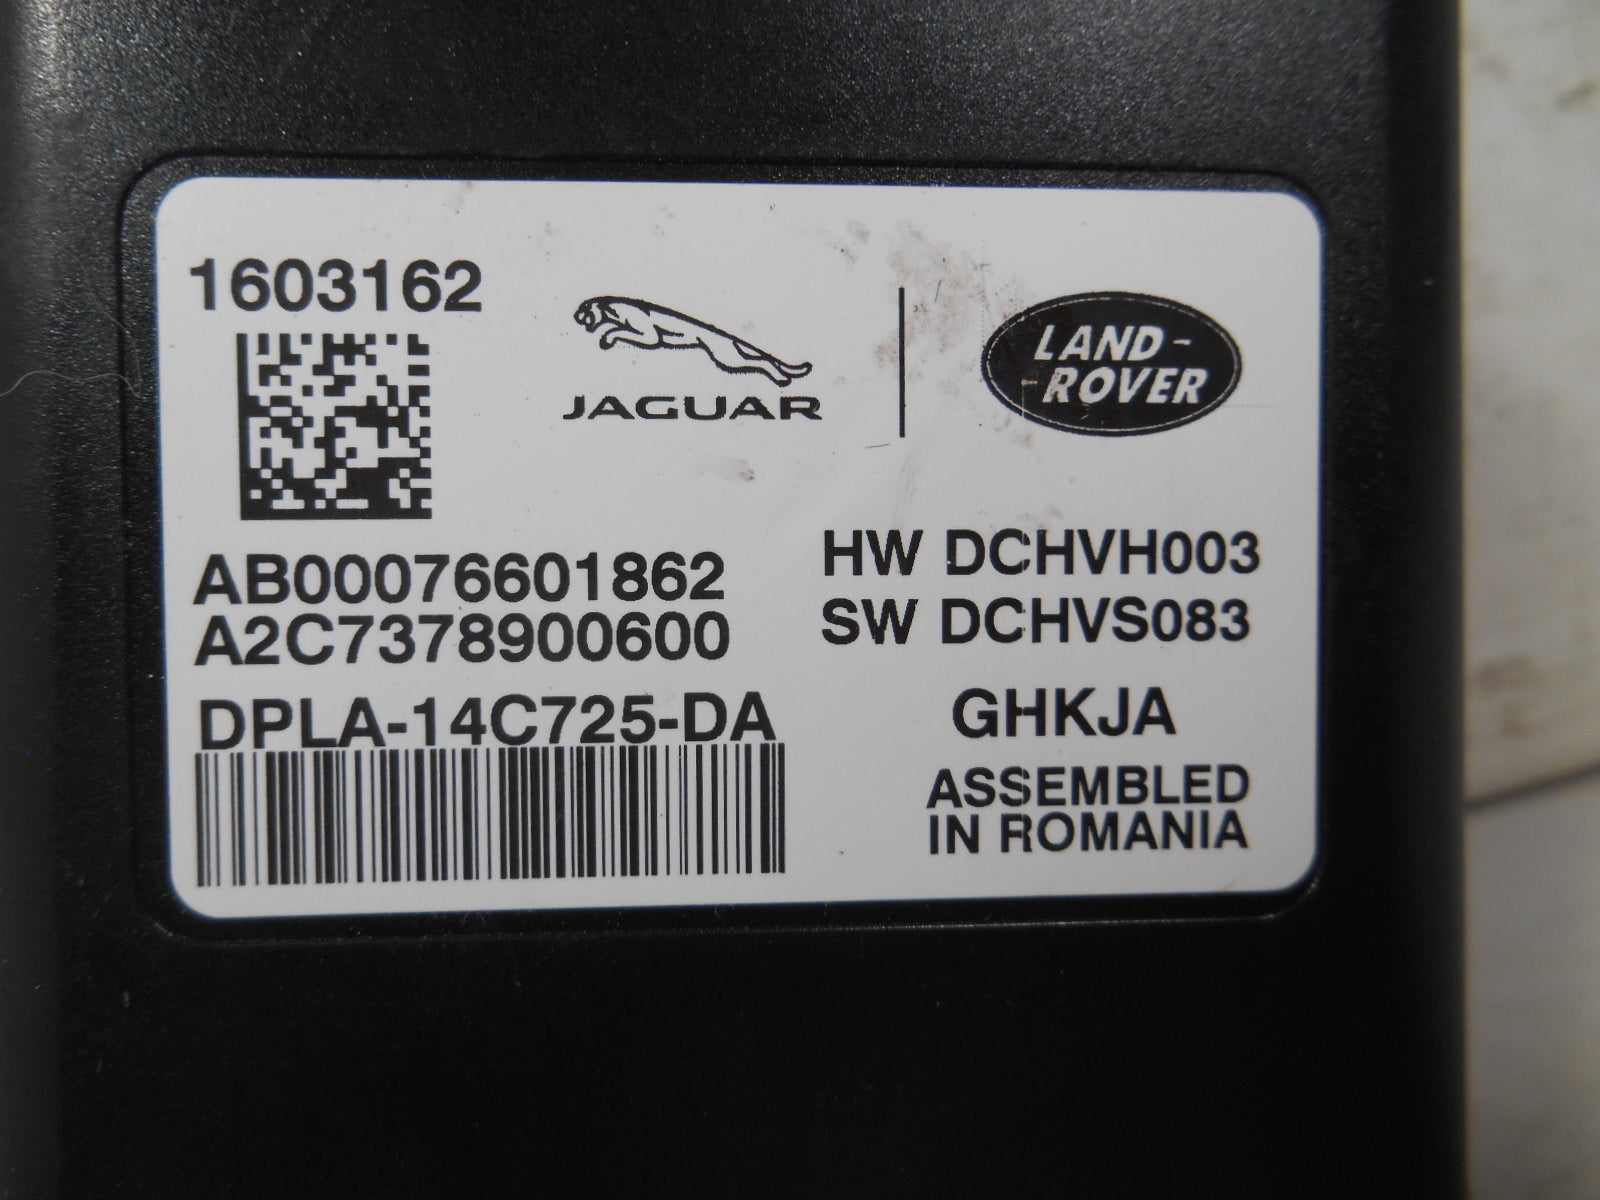 1603162
JAGUAR
LAND-
-ROVER
AB00076601862
A2C7378900600
HW DCHVH003
SW DCHVS083
DPLA-14C725-DA
GHKJA
ASSEMBLED
IN ROMANIA